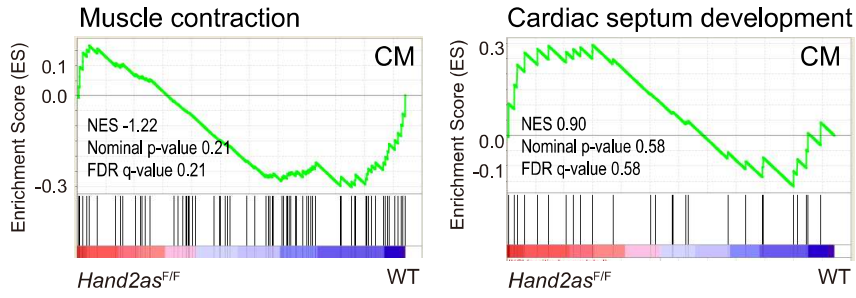 Muscle contraction
Enrichment Score (ES)
0.1
0.0
-0.3
CM
NES -1.22
Nominal p-value 0.21
FDR q-value 0.21
Hand2asF/F
WT
Cardiac septum development
Enrichment Score (ES)
0.3
0.0
-0.1
CM
NES 0.90
Nominal p-value 0.58
FDR q-value 0.58
Hand2asF/F
WT